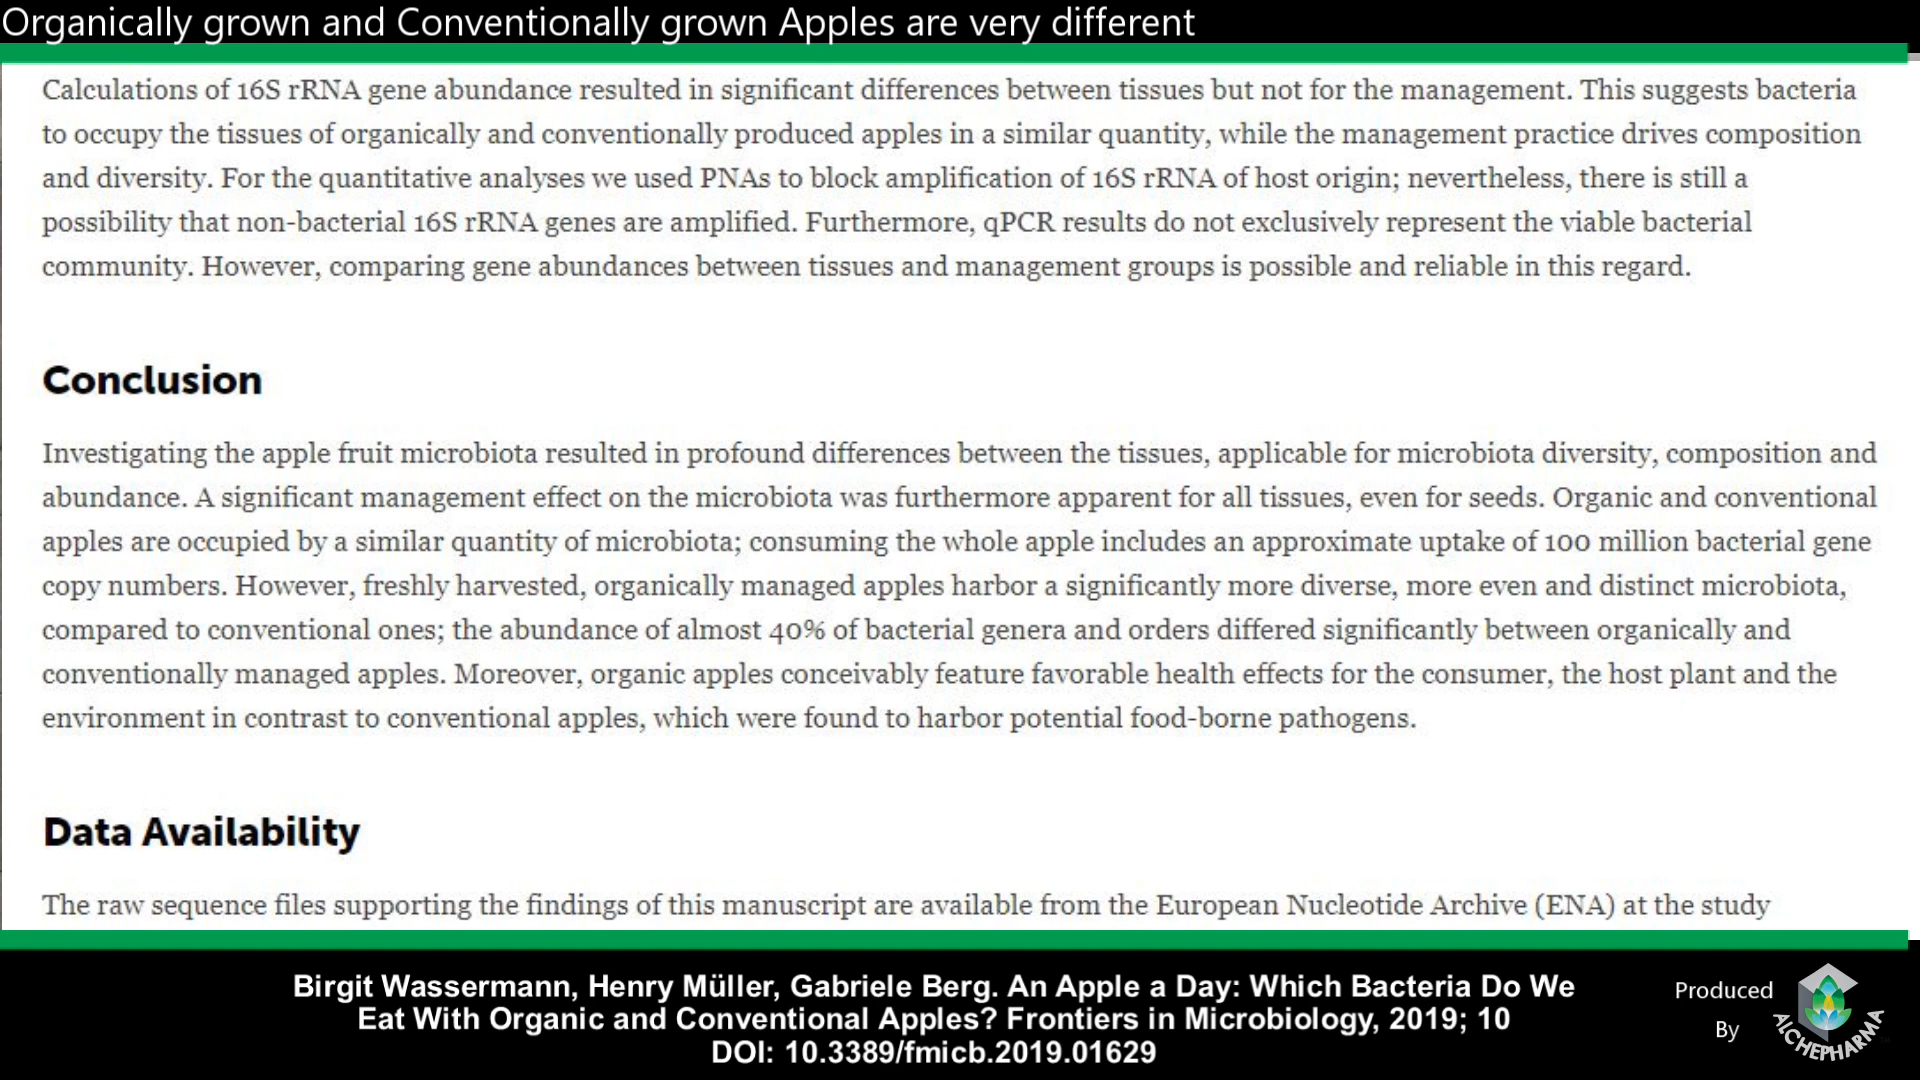 Organically grown and Conventionally grown Apples are very different
Calculations of 16S rRNA gene abundance resulted in significant differences between tissues but not for the management. This suggests bacteria
to occupy the tissues of organically and conventionally produced apples in a similar quantity, while the management practice drives composition
and diversity. For the quantitative analyses we used PNAs to block amplification of 16S rRNA of host origin; nevertheless, there is still a
possibility that non-bacterial 16S rRNA genes are amplified. Furthermore, qPCR results do not exclusively represent the viable bacterial
community. However, comparing gene abundances between tissues and management groups is possible and reliable in this regard.
Conclusion
Investigating the apple fruit microbiota resulted in profound differences between the tissues, applicable for microbiota diversity, composition and
abundance. A significant management effect on the microbiota was furthermore apparent for all tissues, even for seeds. Organic and conventional
apples are occupied by a similar quantity of microbiota; consuming the whole apple includes an approximate uptake of 100 million bacterial gene
copy numbers. However, freshly harvested, organically managed apples harbor a significantly more diverse, more even and distinct microbiota,
compared to conventional ones; the abundance of almost 40% of bacterial genera and orders differed significantly between organically and
conventionally managed apples. Moreover, organic apples conceivably feature favorable health effects for the consumer, the host plant and the
environment in contrast to conventional apples, which were found to harbor potential food-borne pathogens.
Data Availability
The raw sequence files supporting the findings of this manuscript are available from the European Nucleotide Archive (ENA) at the study
Birgit Wassermann, Henry Müller, Gabriele Berg. An Apple a Day: Which Bacteria Do We
Eat With Organic and Conventional Apples? Frontiers in Microbiology, 2019; 10
DOI: 10.3389/fmicb.2019.01629
Produced
By
ALCHEPHARMA